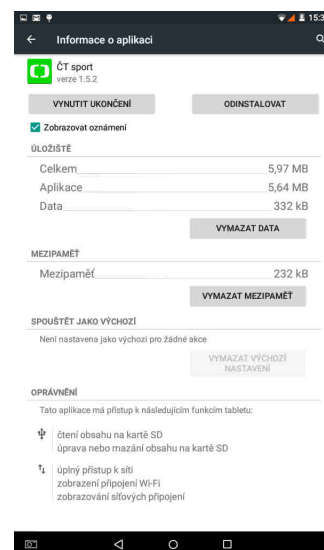 15:3
Informace o aplikaci
ČT sport
verze 1.5.2
VYNUTIT UKONČENÍ
ODINSTALOVAT
Zobrazovat oznámení
ÚLOŽIŠTĚ
Celkem 5,97 MB
Aplikace 5,64 MB
Data 332 kB
VYMAZAT DATA
MEZIPAMĚŤ
Mezipaměť 232 kB
VYMAZAT MEZIPAMĚŤ
SPOUŠTĚT JAKO VÝCHOZÍ
Není nastavena jako výchozí pro žádné akce
VYMAZAT VÝCHOZÍ
NASTAVENÍ
OPRÁVNĚNÍ
Tato aplikace má přístup k následujícím funkcím tabletu:
čtení obsahu na kartě SD
úprava nebo mazání obsahu na kartě SD
úplný přístup k síti
zobrazení připojení Wi-Fi
zobrazování síťových připojení